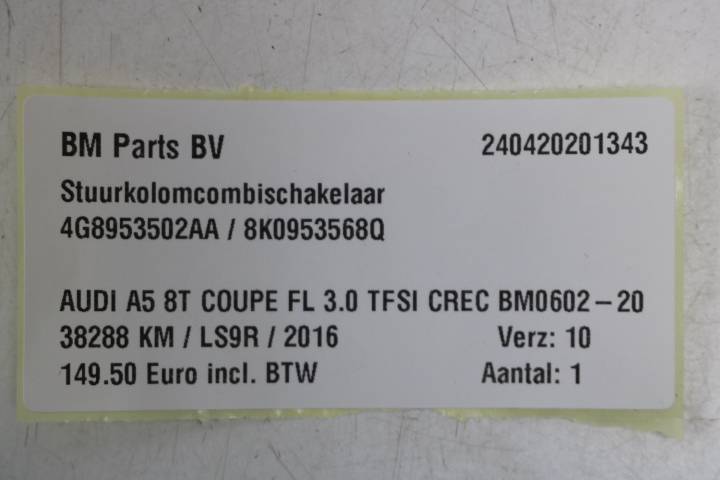 BM Parts BV 240420201343
Stuurkolomcombischakelaar
4G8953502AA / 8K0953568Q
AUDI A5 8T COUPE FL 3.0 TFSI CREC BM0602-20
38288 KM / LS9R / 2016 Verz: 10
149.50 Euro incl. BTW Aantal: 1